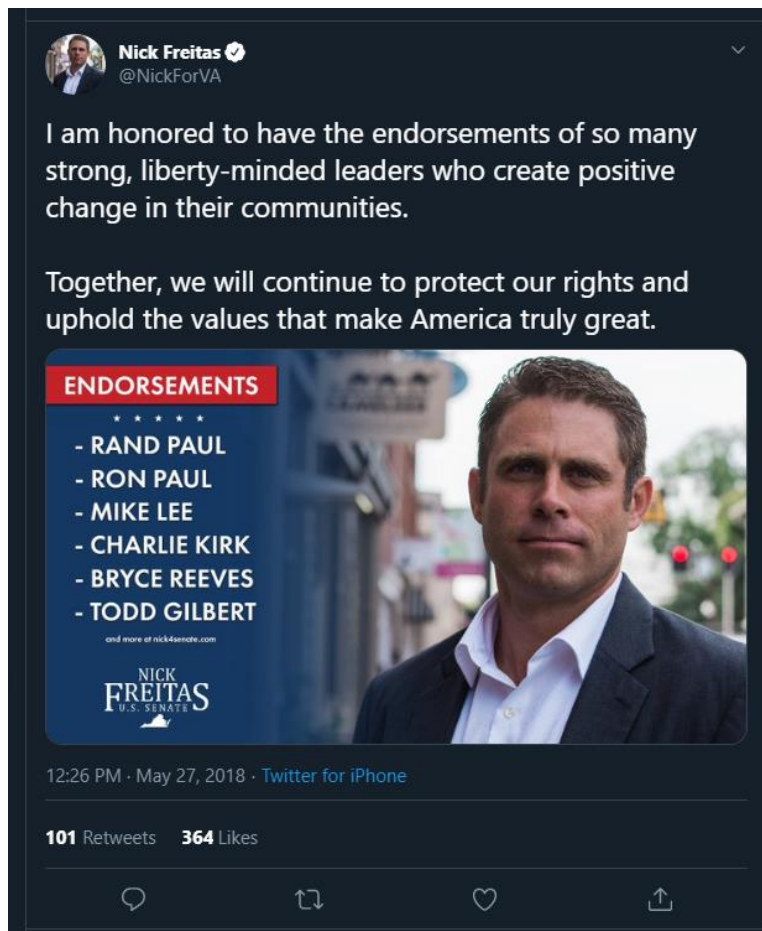 Nick Freitas
@NickForVA
I am honored to have the endorsements of so many
strong, liberty-minded leaders who create positive
change in their communities.
Together, we will continue to protect our rights and
uphold the values that make America truly great.
ENDORSEMENTS
- RAND PAUL
- RON PAUL
- MIKE LEE
- CHARLIE KIRK
- BRYCE REEVES
- TODD GILBERT
and more at nick4senate.com
NICK
FREITAS
U.S. SENATE
12:26 PM · May 27, 2018 · Twitter for iPhone
101 Retweets 364 Likes